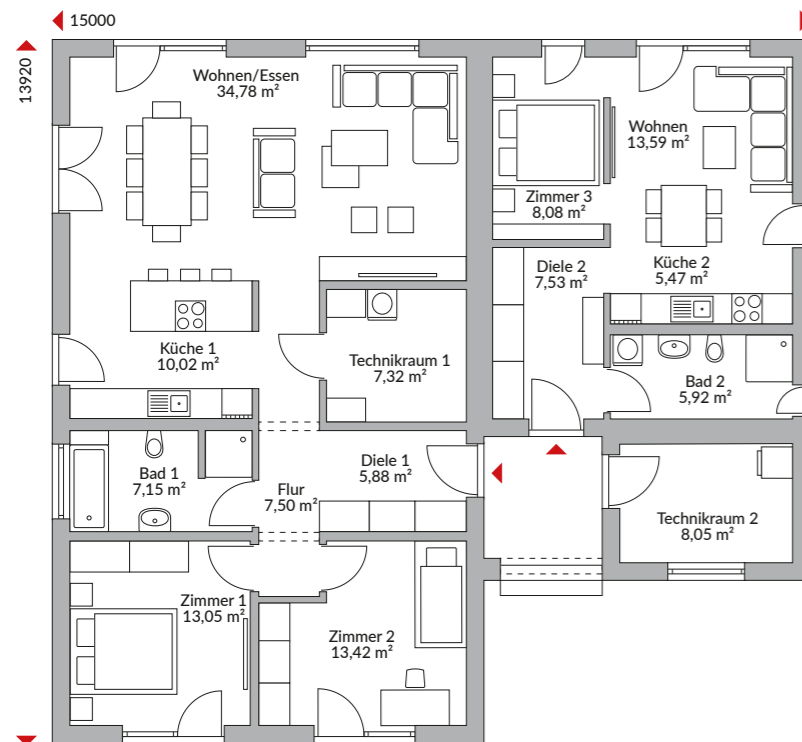 15000
13920
Wohnen/Essen
34,78 m²
Wohnen
13,59 m²
Zimmer 3
8,08 m²
Diele 2
7,53 m²
Küche 2
5,47 m²
Küche 1
10,02 m²
Technikraum 1
7,32 m²
Bad 2
5,92 m²
Bad 1
7,15 m²
Diele 1
5,88 m²
Flur
7,50 m²
Technikraum 2
8,05 m²
Zimmer 1
13,05 m²
Zimmer 2
13,42 m²